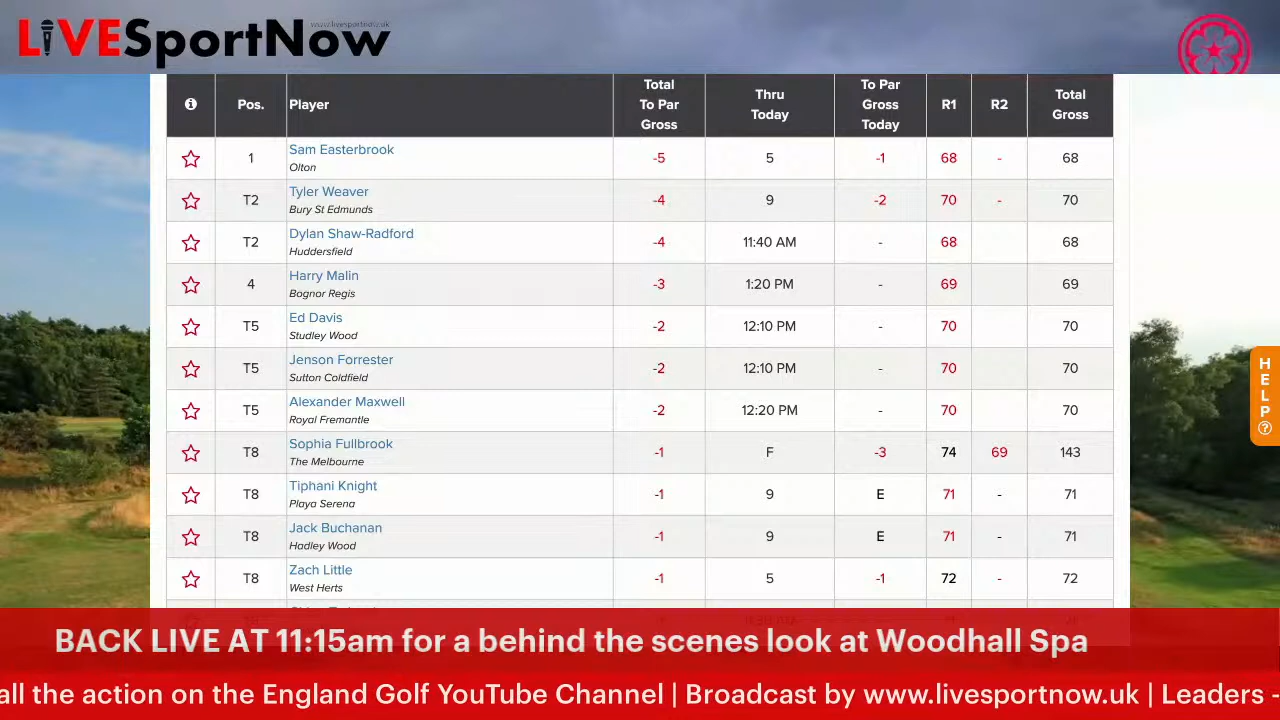 www.livesportnow.uk
LIVESportNow
Pos. Player Total To Par Gross Thru Today To Par Gross Today R1 R2 Total Gross
1 Sam Easterbrook Olton -5 5 -1 68 - 68
T2 Tyler Weaver Bury St Edmunds -4 9 -2 70 - 70
T2 Dylan Shaw-Radford Huddersfield -4 11:40 AM - 68 68
4 Harry Malin Bognor Regis -3 1:20 PM - 69 69
T5 Ed Davis Studley Wood -2 12:10 PM - 70 70
T5 Jenson Forrester Sutton Coldfield -2 12:10 PM - 70 70
T5 Alexander Maxwell Royal Fremantle -2 12:20 PM - 70 70
T8 Sophia Fullbrook The Melbourne -1 F -3 74 69 143
T8 Tiphani Knight Playa Serena -1 9 E 71 - 71
T8 Jack Buchanan Hadley Wood -1 9 E 71 - 71
T8 Zach Little West Herts -1 5 -1 72 - 72
HELP?
BACK LIVE AT 11:15am for a behind the scenes look at Woodhall Spa
all the action on the England Golf YouTube Channel | Broadcast by www.livesportnow.uk | Leaders -